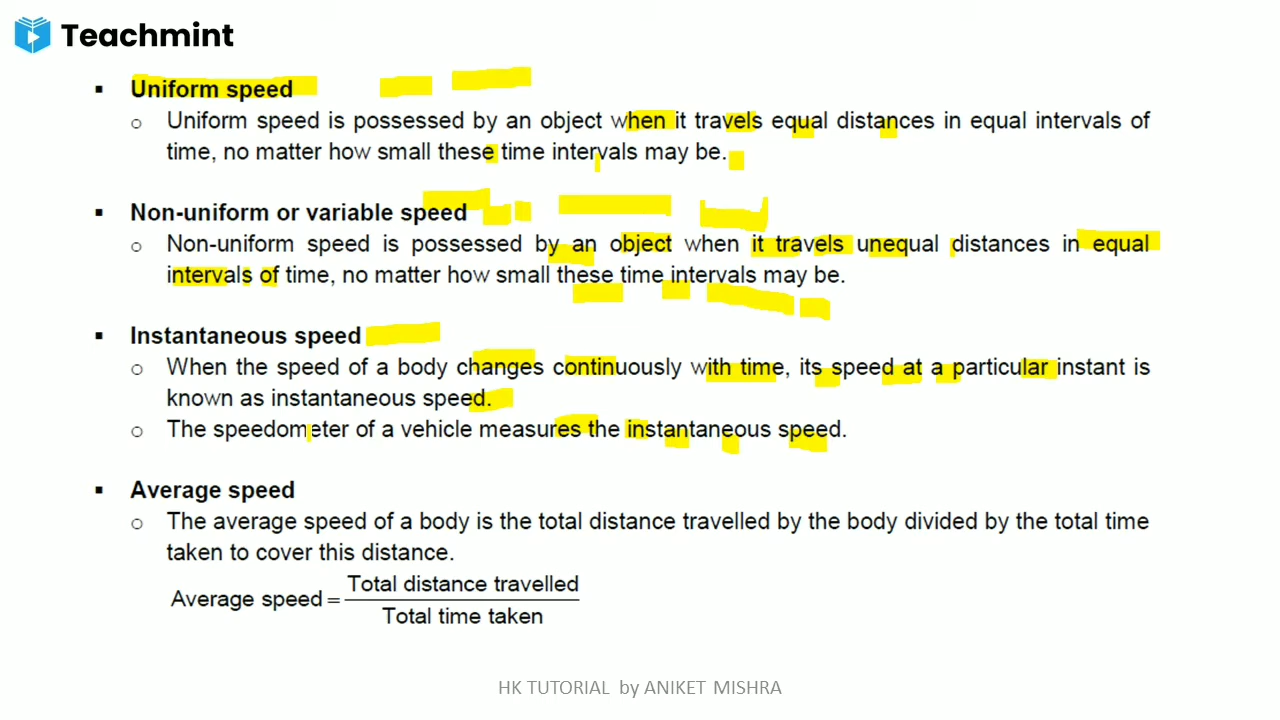 Teachmint
▪ Uniform speed
o Uniform speed is possessed by an object when it travels equal distances in equal intervals of
time, no matter how small these time intervals may be.
▪ Non-uniform or variable speed
o Non-uniform speed is possessed by an object when it travels unequal distances in equal
intervals of time, no matter how small these time intervals may be.
▪ Instantaneous speed
o When the speed of a body changes continuously with time, its speed at a particular instant is
known as instantaneous speed.
o The speedometer of a vehicle measures the instantaneous speed.
▪ Average speed
o The average speed of a body is the total distance travelled by the body divided by the total time
taken to cover this distance.
Average speed = Total distance travelled
Total time taken
HK TUTORIAL by ANIKET MISHRA